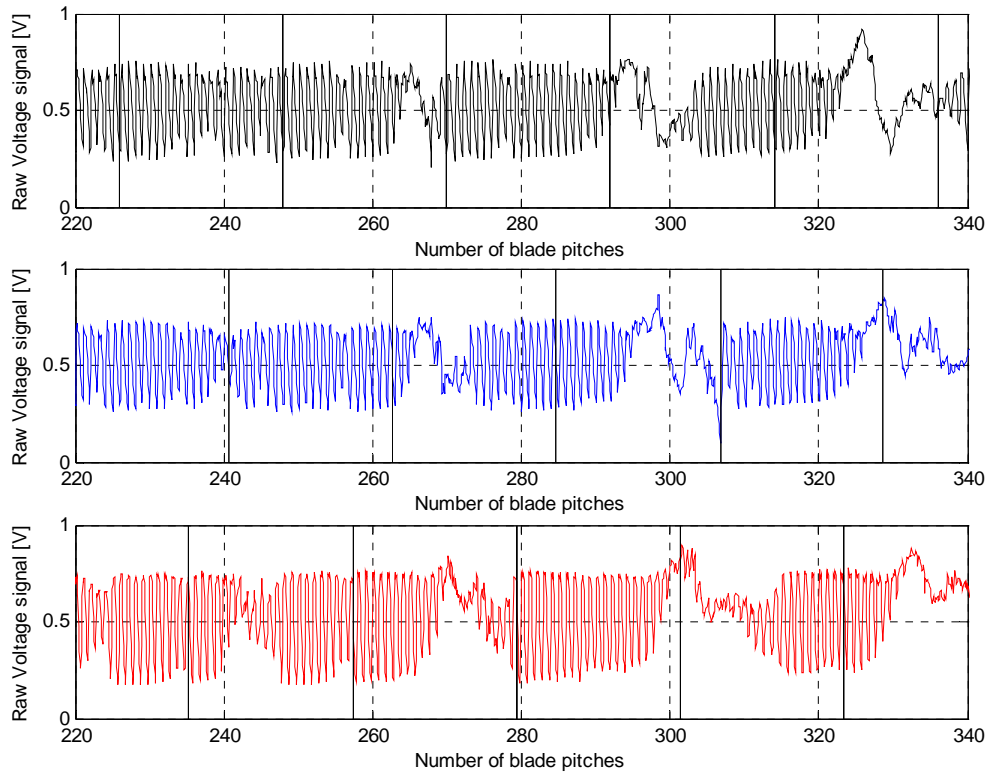 Raw Voltage signal [V]
1
0.5
0
220 240 260 280 300 320 340
Number of blade pitches
Raw Voltage signal [V]
1
0.5
0
220 240 260 280 300 320 340
Number of blade pitches
Raw Voltage signal [V]
1
0.5
0
220 240 260 280 300 320 340
Number of blade pitches